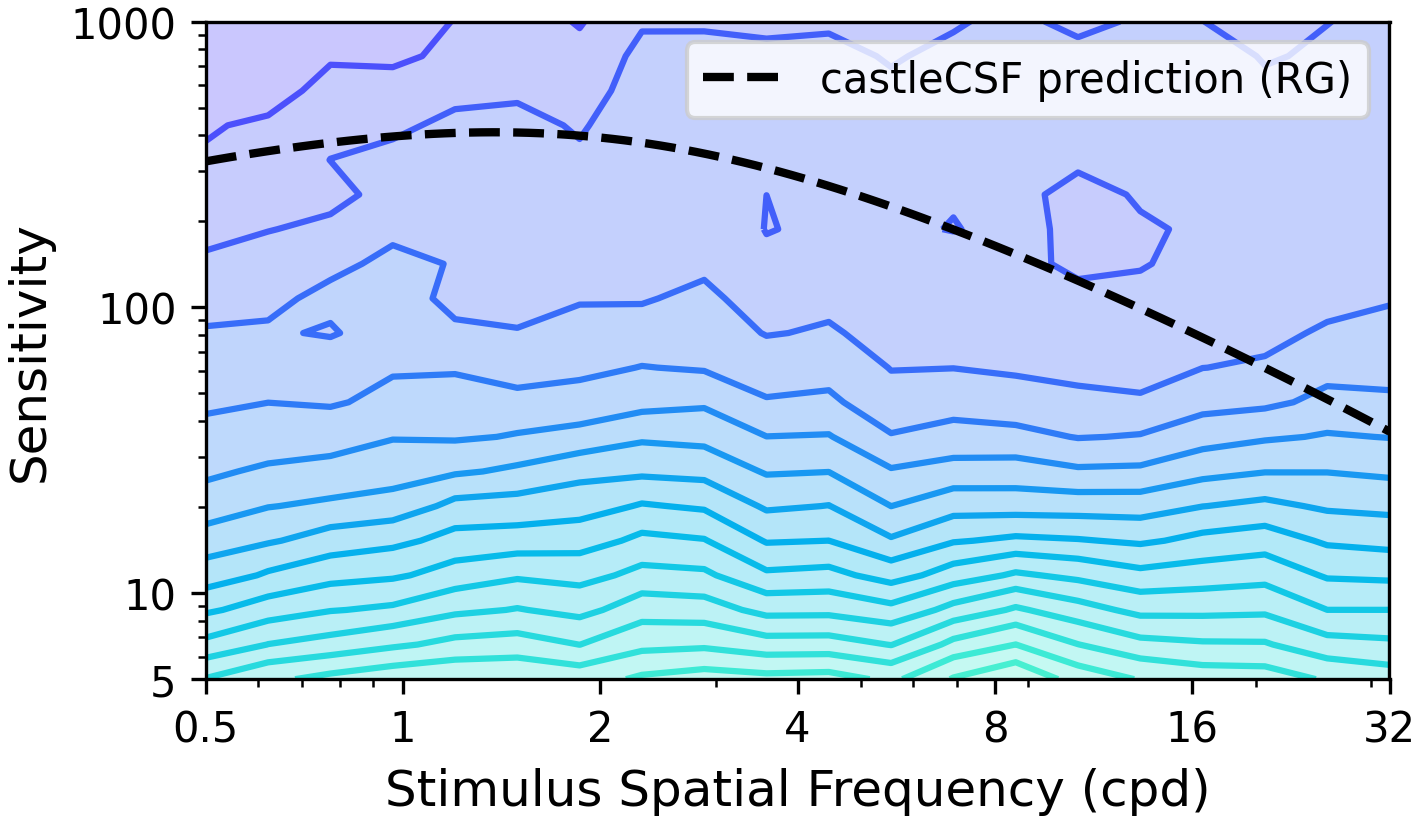 1000
100
10
5
Sensitivity
castleCSF prediction (RG)
0.5 1 2 4 8 16 32
Stimulus Spatial Frequency (cpd)